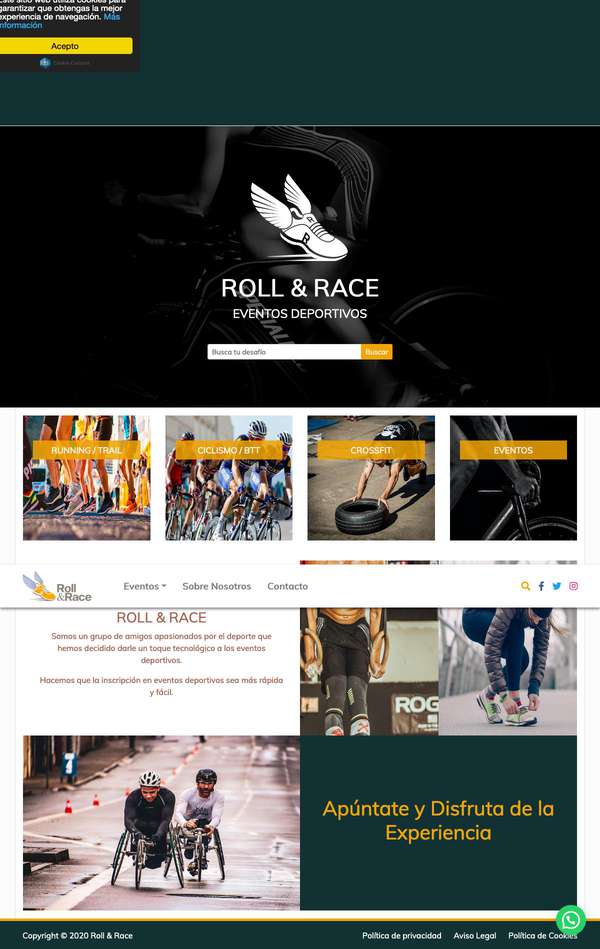 Este sitio web utiliza cookies para
garantizar que obtengas la mejor
experiencia de navegación. Más
información
Acepto
Cookie Consent
R
ROLL & RACE
EVENTOS DEPORTIVOS
Busca tu desafío
Buscar
RUNNING / TRAIL
CICLISMO / BTT
CROSSFIT
EVENTOS
Roll
&Race
Eventos
Sobre Nosotros
Contacto
ROLL & RACE
Somos un grupo de amigos apasionados por el deporte que
hemos decidido darle un toque tecnológico a los eventos
deportivos.
Hacemos que la inscripción en eventos deportivos sea más rápida
y fácil.
ROG
Apúntate y Disfruta de la
Experiencia
Copyright © 2020 Roll & Race
Política de privacidad
Aviso Legal
Política de Cookies